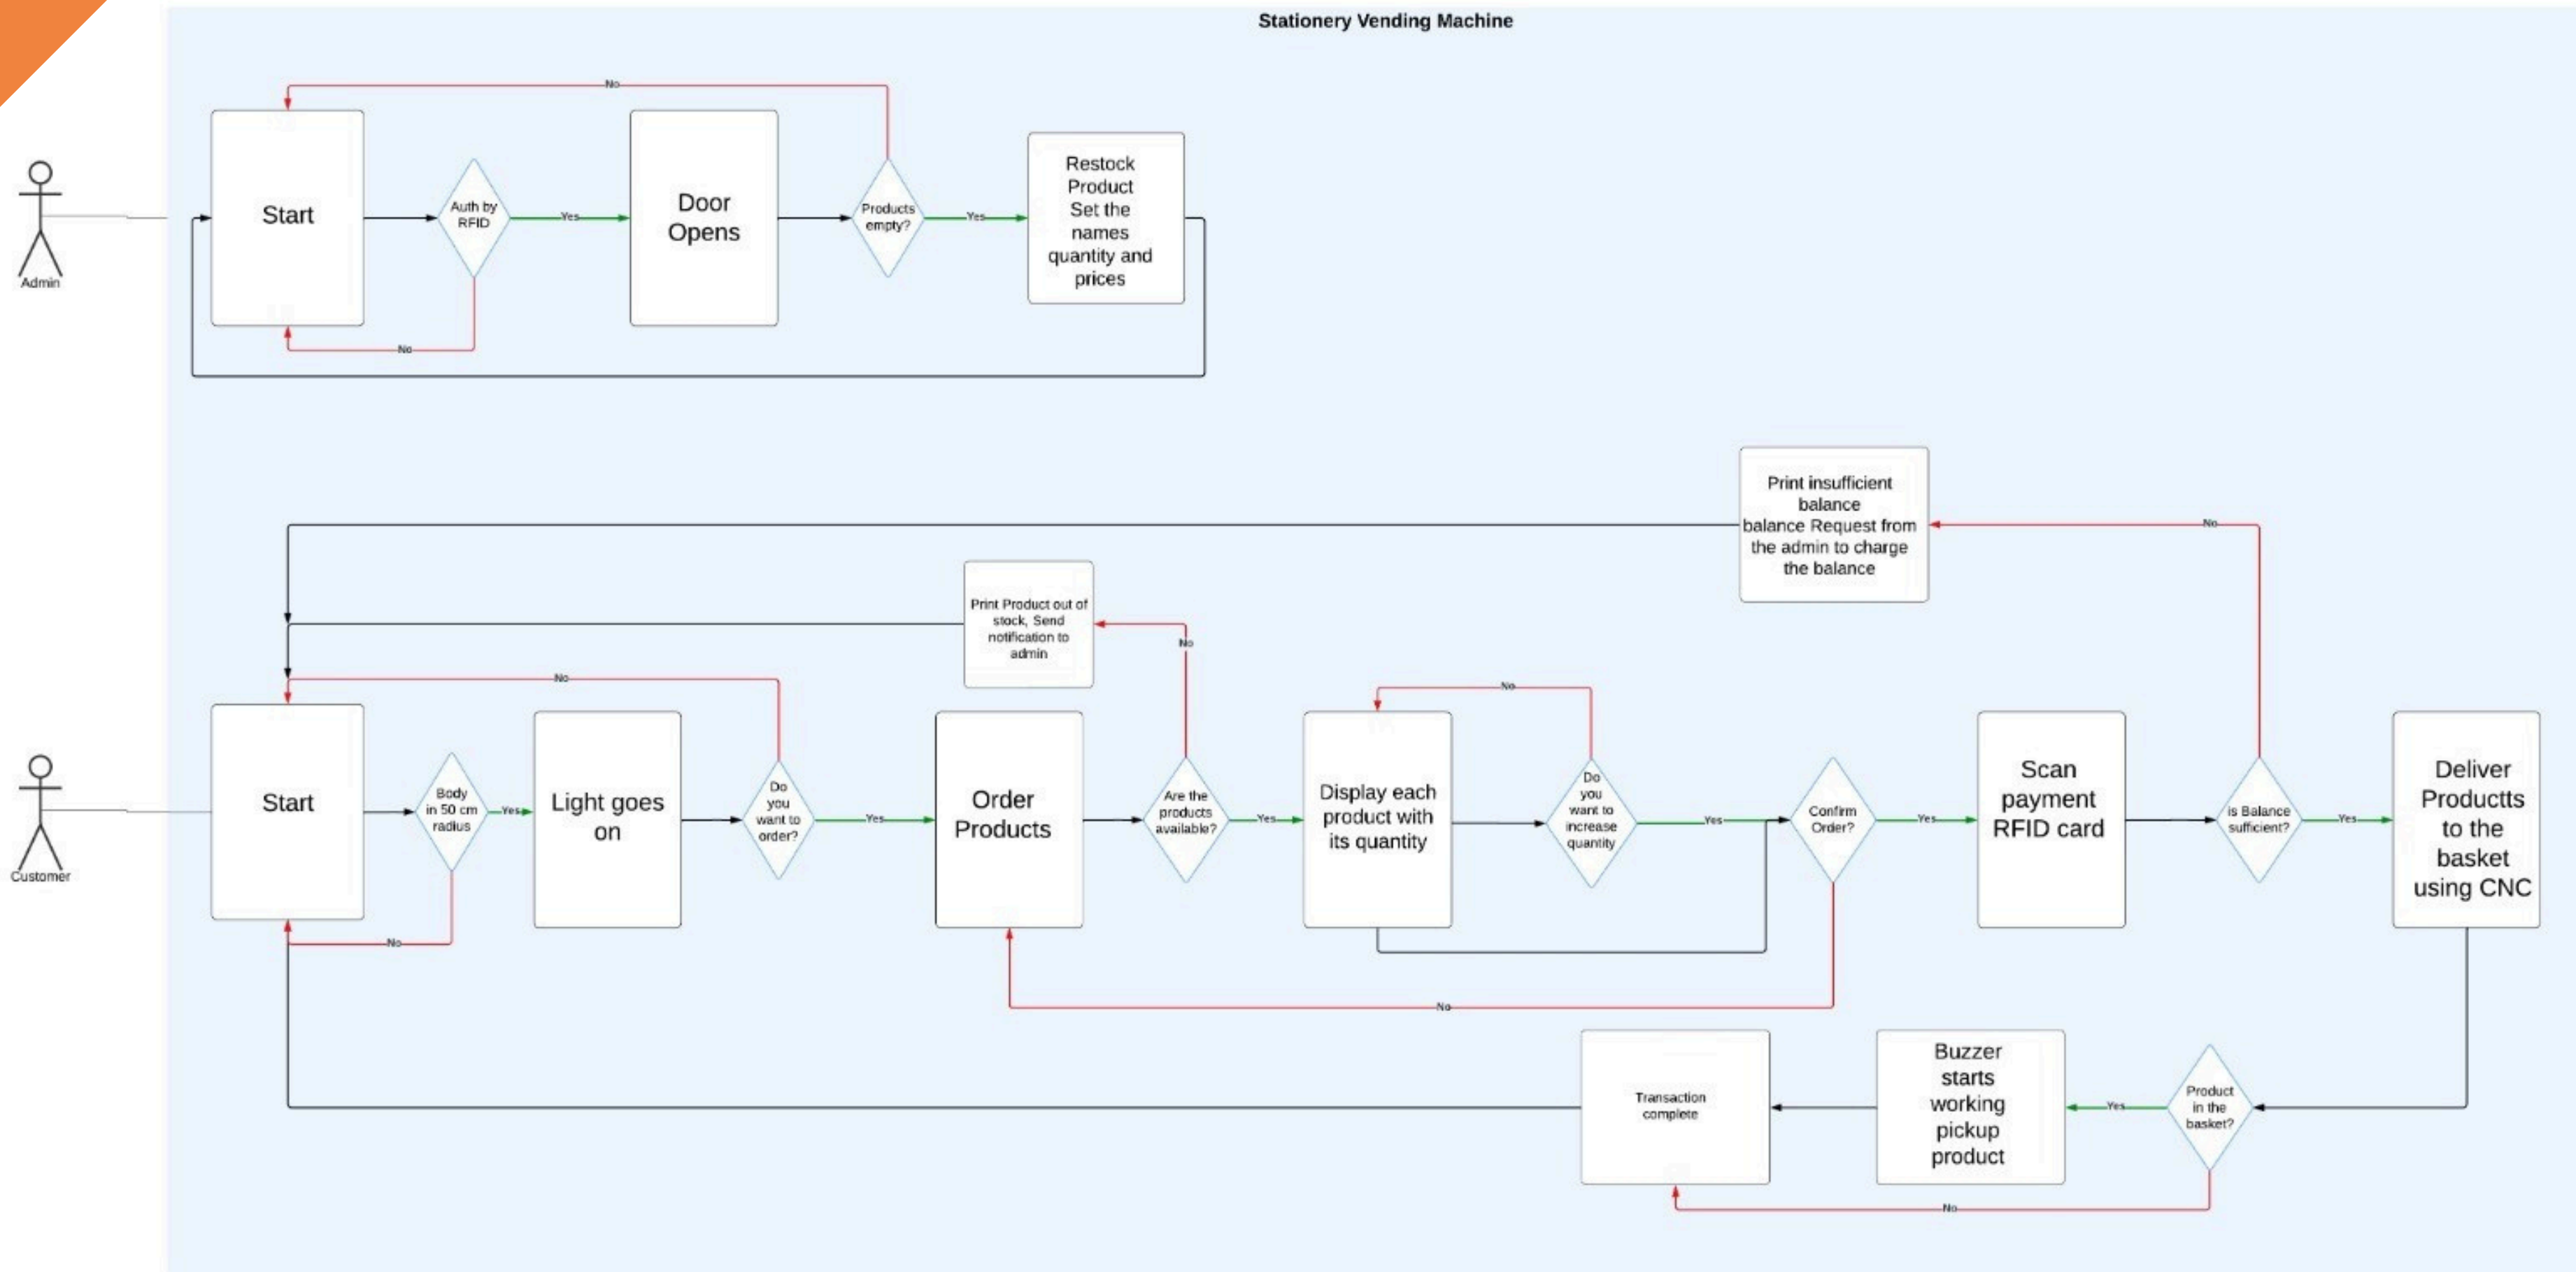 Stationery Vending Machine
No
Start
Auth by
RFID
Yes
Door
Opens
Products
empty?
Yes
Restock
Product
Set the
names
quantity and
prices
Admin
No
Print insufficient
balance
balance Request from
the admin to charge
the balance
No
Print Product out of
stock, Send
notification to
admin
No
No
No
Start
Body
in 50 cm
radius
Yes
Light goes
on
Do
you
want to
order?
Yes
Order
Products
Are the
products
available?
Yes
Display each
product with
its quantity
Do
you
want to
increase
quantity
Yes
Confirm
Order?
Yes
Scan
payment
RFID card
is Balance
sufficient?
Yes
Deliver
Productts
to the
basket
using CNC
Customer
No
No
Transaction
complete
Buzzer
starts
working
pickup
product
Yes
Product
in the
basket?
No